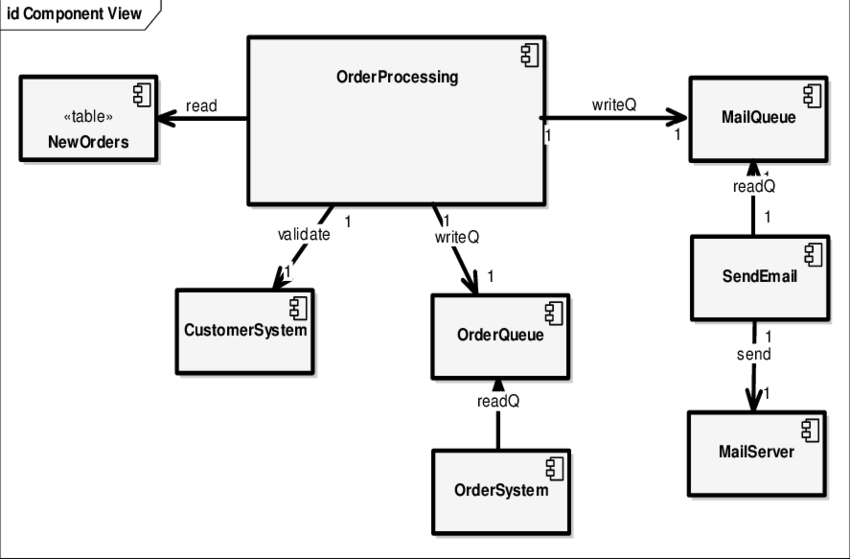 id Component View
OrderProcessing
«table»
NewOrders
read
writeQ
1
1
MailQueue
readQ
1
1
validate
1
1
writeQ
1
1
SendEmail
CustomerSystem
OrderQueue
1
send
1
readQ
OrderSystem
MailServer